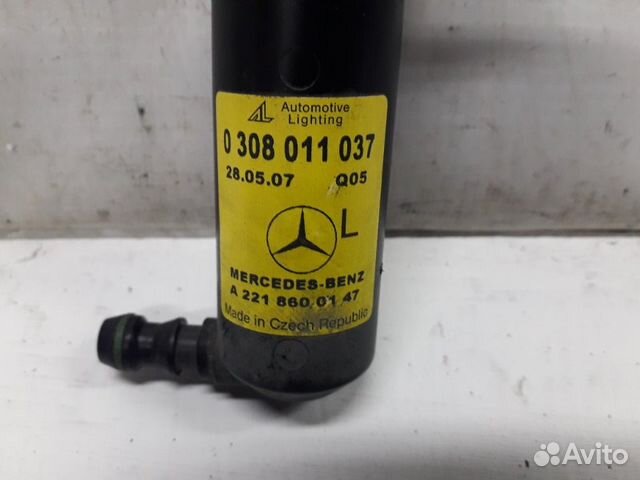 Automotive
Lighting
0 308 011 037
28.05.07 Q05
L
MERCEDES-BENZ
A 221 860 01 47
Made in Czech Republic
Avito